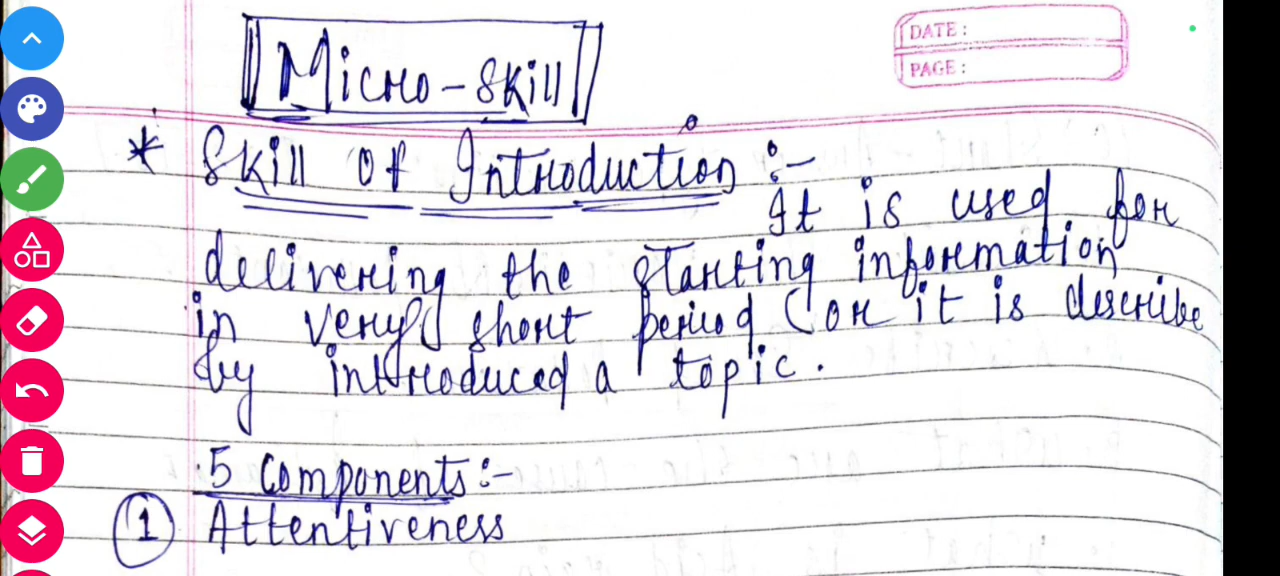 DATE :
PAGE :
Micro-Skill
* Skill of Introduction :-
It is used for
delivering the starting information
in very short period (or it is describe
by introduced a topic.
5 Components :-
1 Attentiveness